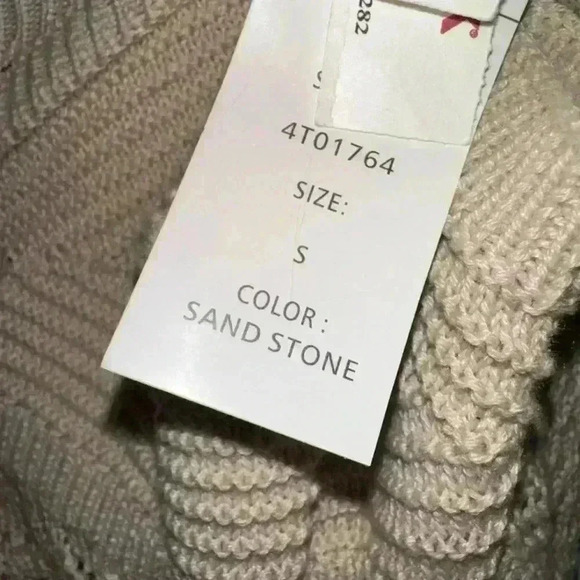 282
4T01764
SIZE:
S
COLOR:
SAND STONE